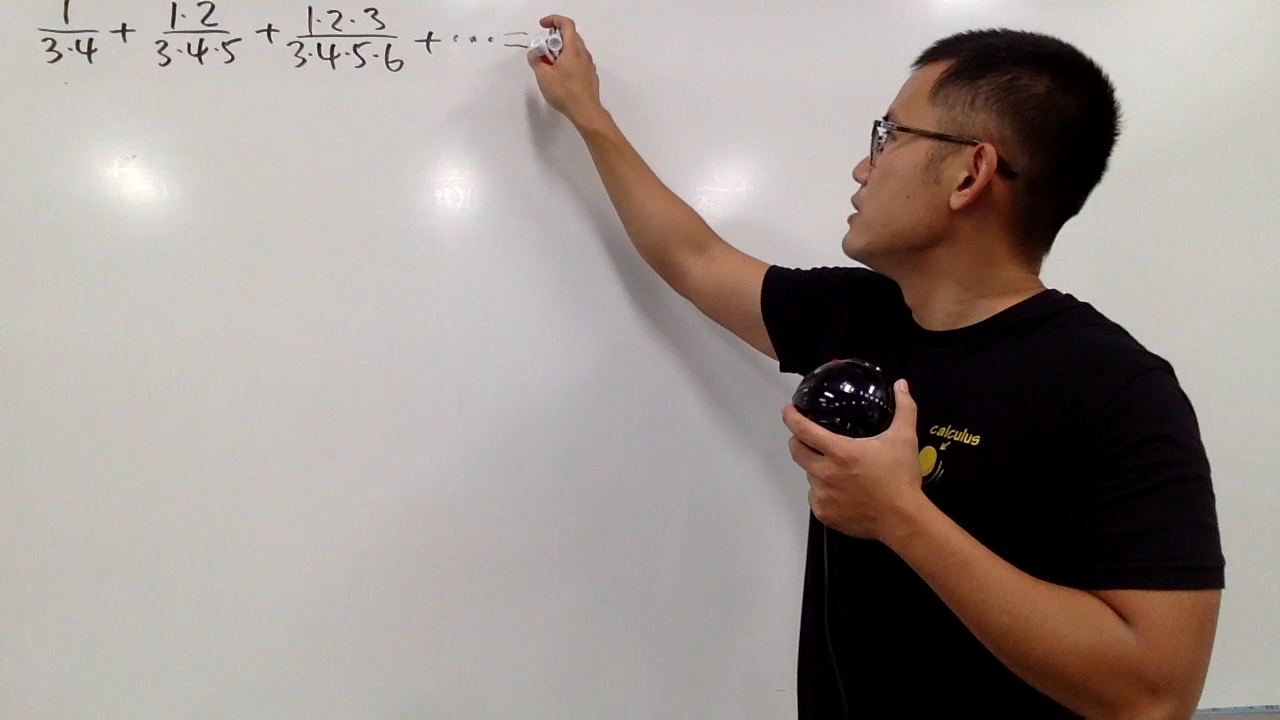 1/3·4 + 1·2/3·4·5 + 1·2·3/3·4·5·6 + ··· =
calculus